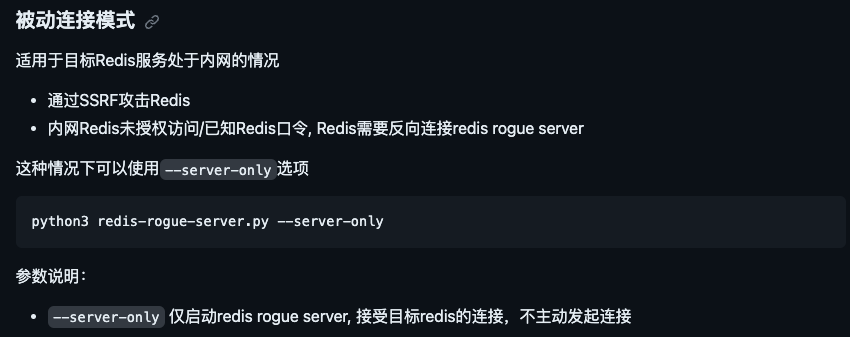 被动连接模式
适用于目标Redis服务处于内网的情况
• 通过SSRF攻击Redis
• 内网Redis未授权访问/已知Redis口令, Redis需要反向连接redis rogue server
这种情况下可以使用--server-only选项
python3 redis-rogue-server.py --server-only
参数说明：
• --server-only 仅启动redis rogue server, 接受目标redis的连接，不主动发起连接